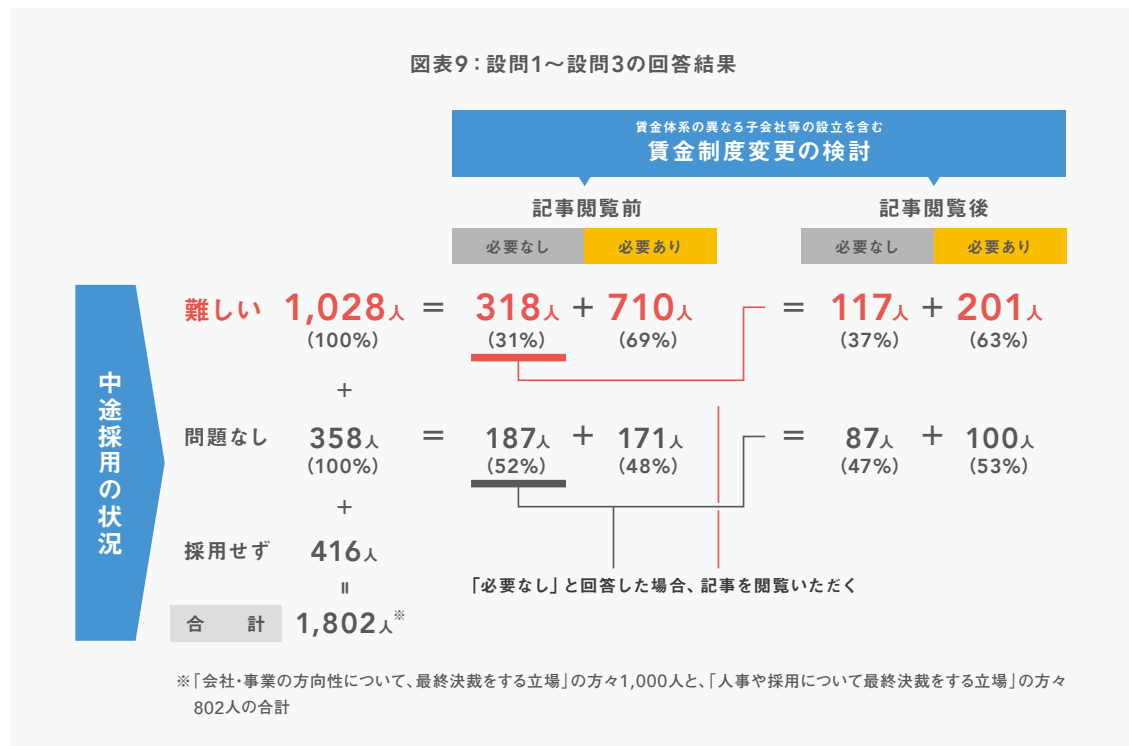 図表9：設問1～設問3の回答結果
賃金体系の異なる子会社等の設立を含む
賃金制度変更の検討
記事閲覧前 記事閲覧後
必要なし 必要あり 必要なし 必要あり
中途採用の状況
難しい 1,028人 = 318人 + 710人 = 117人 + 201人
(100%) (31%) (69%) (37%) (63%)
+
問題なし 358人 = 187人 + 171人 = 87人 + 100人
(100%) (52%) (48%) (47%) (53%)
+
採用せず 416人
=
「必要なし」と回答した場合、記事を閲覧いただく
合計 1,802人※
※「会社・事業の方向性について、最終決裁をする立場」の方々1,000人と、「人事や採用について最終決裁をする立場」の方々
802人の合計